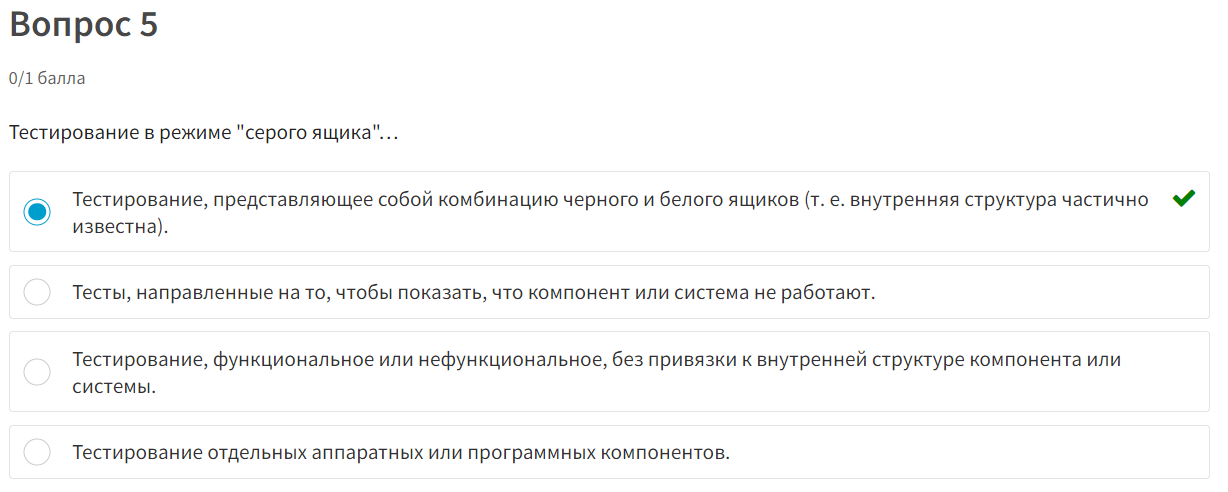 Вопрос 5
0/1 балла
Тестирование в режиме "серого ящика"...
Тестирование, представляющее собой комбинацию черного и белого ящиков (т. е. внутренняя структура частично
известна).
Тесты, направленные на то, чтобы показать, что компонент или система не работают.
Тестирование, функциональное или нефункциональное, без привязки к внутренней структуре компонента или
системы.
Тестирование отдельных аппаратных или программных компонентов.